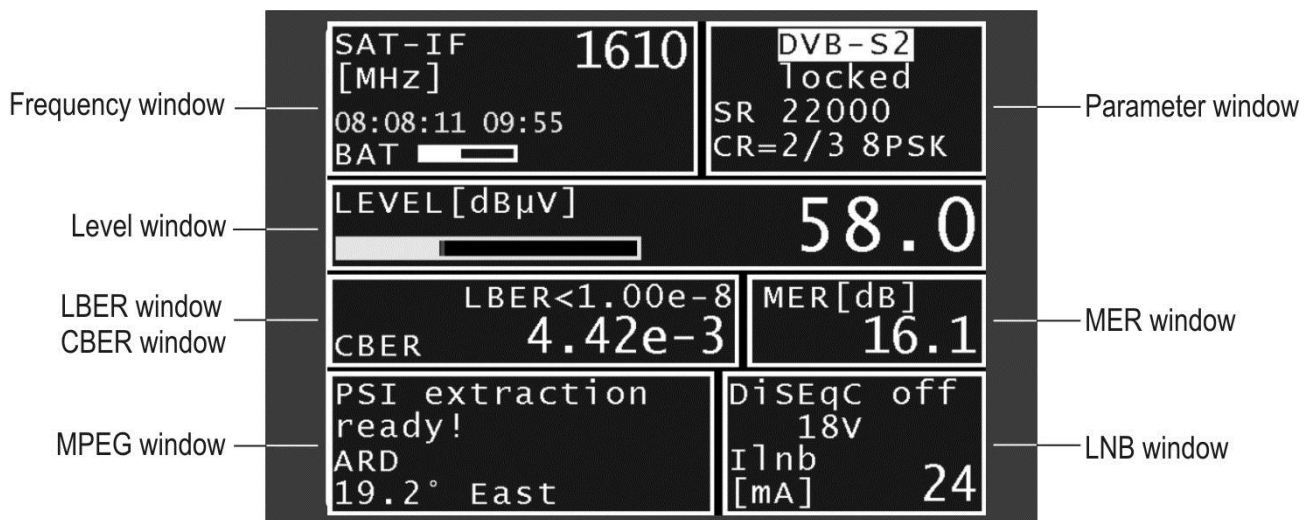 Frequency window
SAT-IF 1610
[MHz]
08:08:11 09:55
BAT
DVB-S2
locked
SR 22000
CR=2/3 8PSK
Parameter window
Level window
LEVEL[dBµV] 58.0
LBER window
CBER window
LBER<1.00e-8
CBER 4.42e-3
MER[dB]
16.1
MER window
MPEG window
PSI extraction
ready!
ARD
19.2° East
DiSEqC off
18V
Ilnb
[mA] 24
LNB window